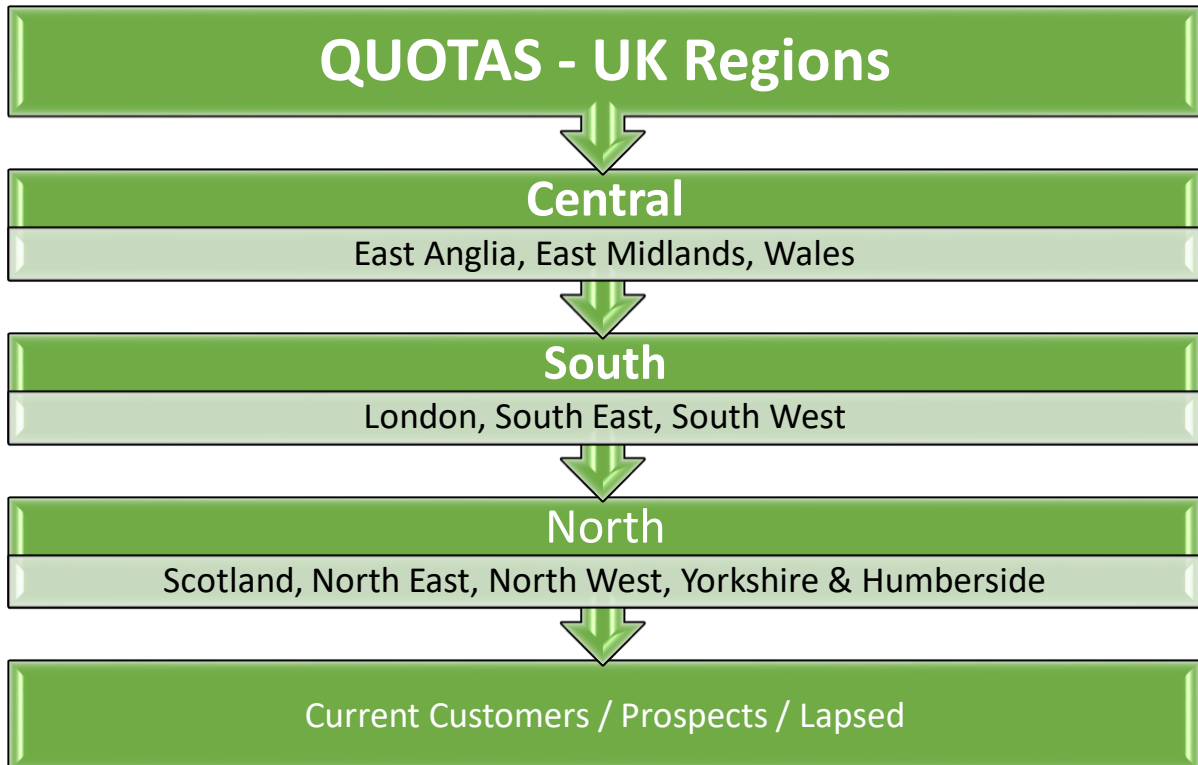 QUOTAS - UK Regions
Central
East Anglia, East Midlands, Wales
South
London, South East, South West
North
Scotland, North East, North West, Yorkshire & Humberside
Current Customers / Prospects / Lapsed